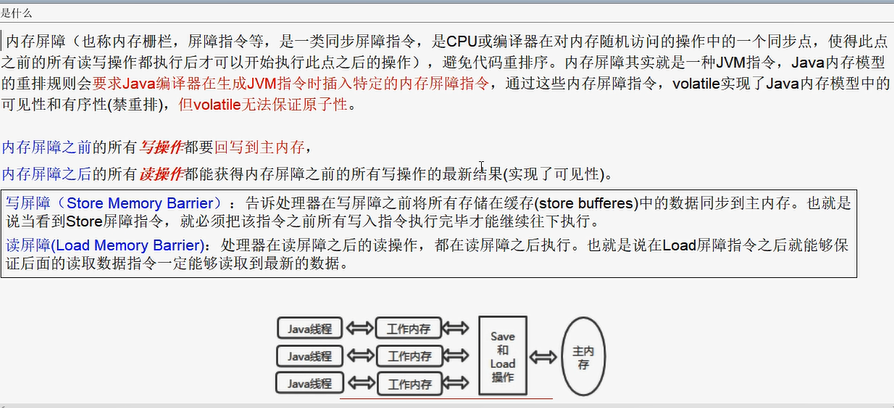 是什么
内存屏障（也称内存栅栏，屏障指令等，是一类同步屏障指令，是CPU或编译器在对内存随机访问的操作中的一个同步点，使得此点
之前的所有读写操作都执行后才可以开始执行此点之后的操作），避免代码重排序。内存屏障其实就是一种JVM指令，Java内存模型
的重排规则会要求Java编译器在生成JVM指令时插入特定的内存屏障指令，通过这些内存屏障指令，volatile实现了Java内存模型中的
可见性和有序性(禁重排)，但volatile无法保证原子性。
内存屏障之前的所有写操作都要回写到主内存，
内存屏障之后的所有读操作都能获得内存屏障之前的所有写操作的最新结果(实现了可见性)。
写屏障（Store Memory Barrier）：告诉处理器在写屏障之前将所有存储在缓存(store bufferes)中的数据同步到主内存。也就是
说当看到Store屏障指令，就必须把该指令之前所有写入指令执行完毕才能继续往下执行。
读屏障(Load Memory Barrier)：处理器在读屏障之后的读操作，都在读屏障之后执行。也就是说在Load屏障指令之后就能够保
证后面的读取数据指令一定能够读取到最新的数据。
Java线程 工作内存
Java线程 工作内存
Java线程 工作内存
Save
和
Load
操作
主内
存